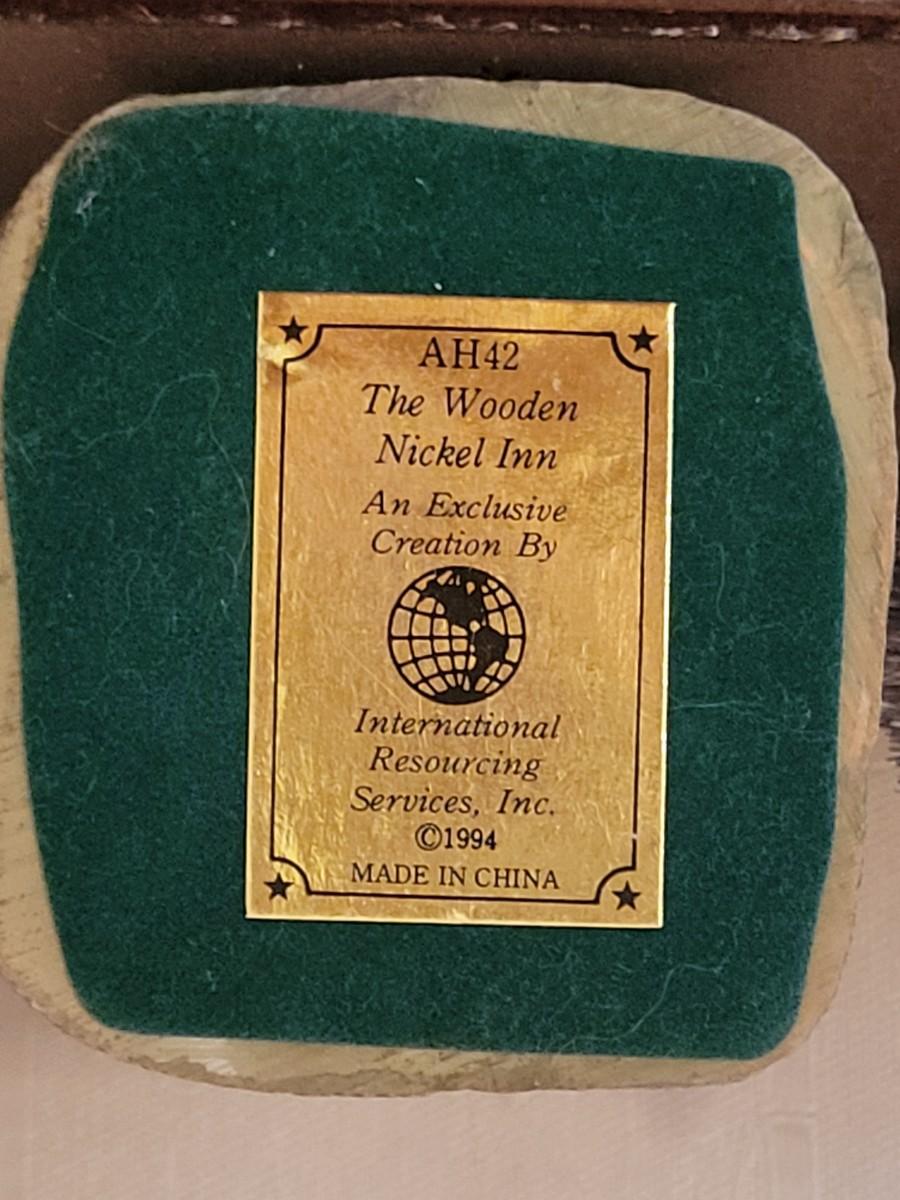 AH42
The Wooden
Nickel Inn
An Exclusive
Creation By
International
Resourcing
Services, Inc.
©1994
MADE IN CHINA